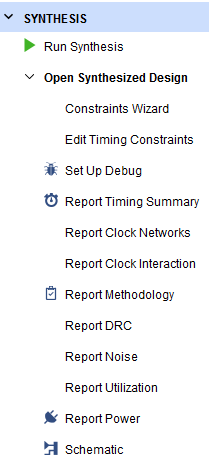 SYNTHESIS
Run Synthesis
Open Synthesized Design
Constraints Wizard
Edit Timing Constraints
Set Up Debug
Report Timing Summary
Report Clock Networks
Report Clock Interaction
Report Methodology
Report DRC
Report Noise
Report Utilization
Report Power
Schematic